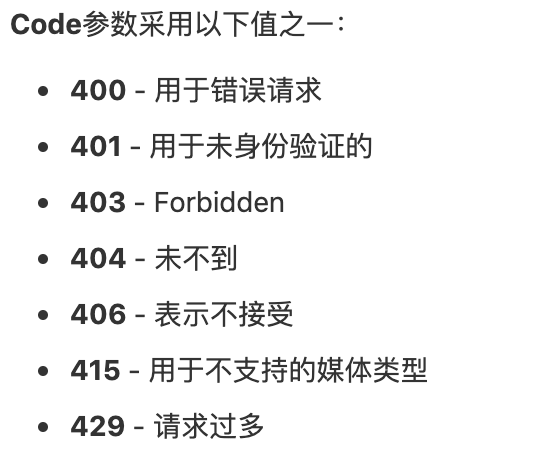 Code参数采用以下值之一：
• 400 - 用于错误请求
• 401 - 用于未身份验证的
• 403 - Forbidden
• 404 - 未不到
• 406 - 表示不接受
• 415 - 用于不支持的媒体类型
• 429 - 请求过多